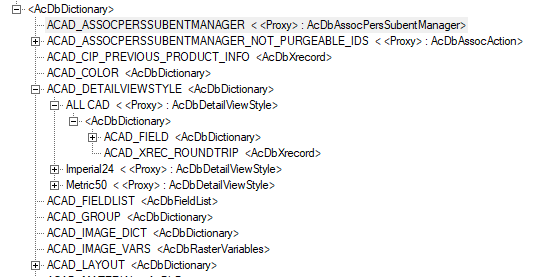 <AcDbDictionary>
ACAD_ASSOCPERSSUBENTMANAGER < <Proxy> : AcDbAssocPersSubentManager>
ACAD_ASSOCPERSSUBENTMANAGER_NOT_PURGEABLE_IDS < <Proxy> : AcDbAssocAction>
ACAD_CIP_PREVIOUS_PRODUCT_INFO <AcDbXrecord>
ACAD_COLOR <AcDbDictionary>
ACAD_DETAILVIEWSTYLE <AcDbDictionary>
ALL CAD < <Proxy> : AcDbDetailViewStyle>
<AcDbDictionary>
ACAD_FIELD <AcDbDictionary>
ACAD_XREC_ROUNDTRIP <AcDbXrecord>
Imperial24 < <Proxy> : AcDbDetailViewStyle>
Metric50 < <Proxy> : AcDbDetailViewStyle>
ACAD_FIELDLIST <AcDbFieldList>
ACAD_GROUP <AcDbDictionary>
ACAD_IMAGE_DICT <AcDbDictionary>
ACAD_IMAGE_VARS <AcDbRasterVariables>
ACAD_LAYOUT <AcDbDictionary>